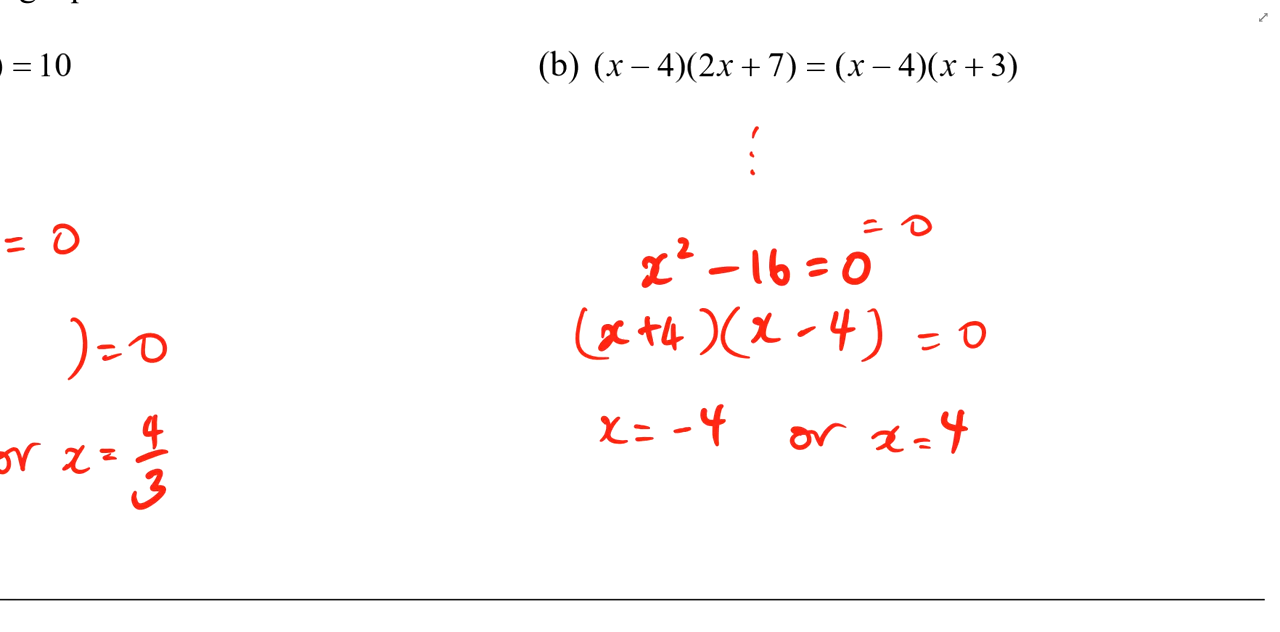 ) = 10
(b) (x − 4)(2x + 7) = (x − 4)(x + 3)
⋮
= 0
= 0
x² − 16 = 0
) = 0
(x + 4)(x − 4) = 0
or x = 4/3
x = −4 or x = 4